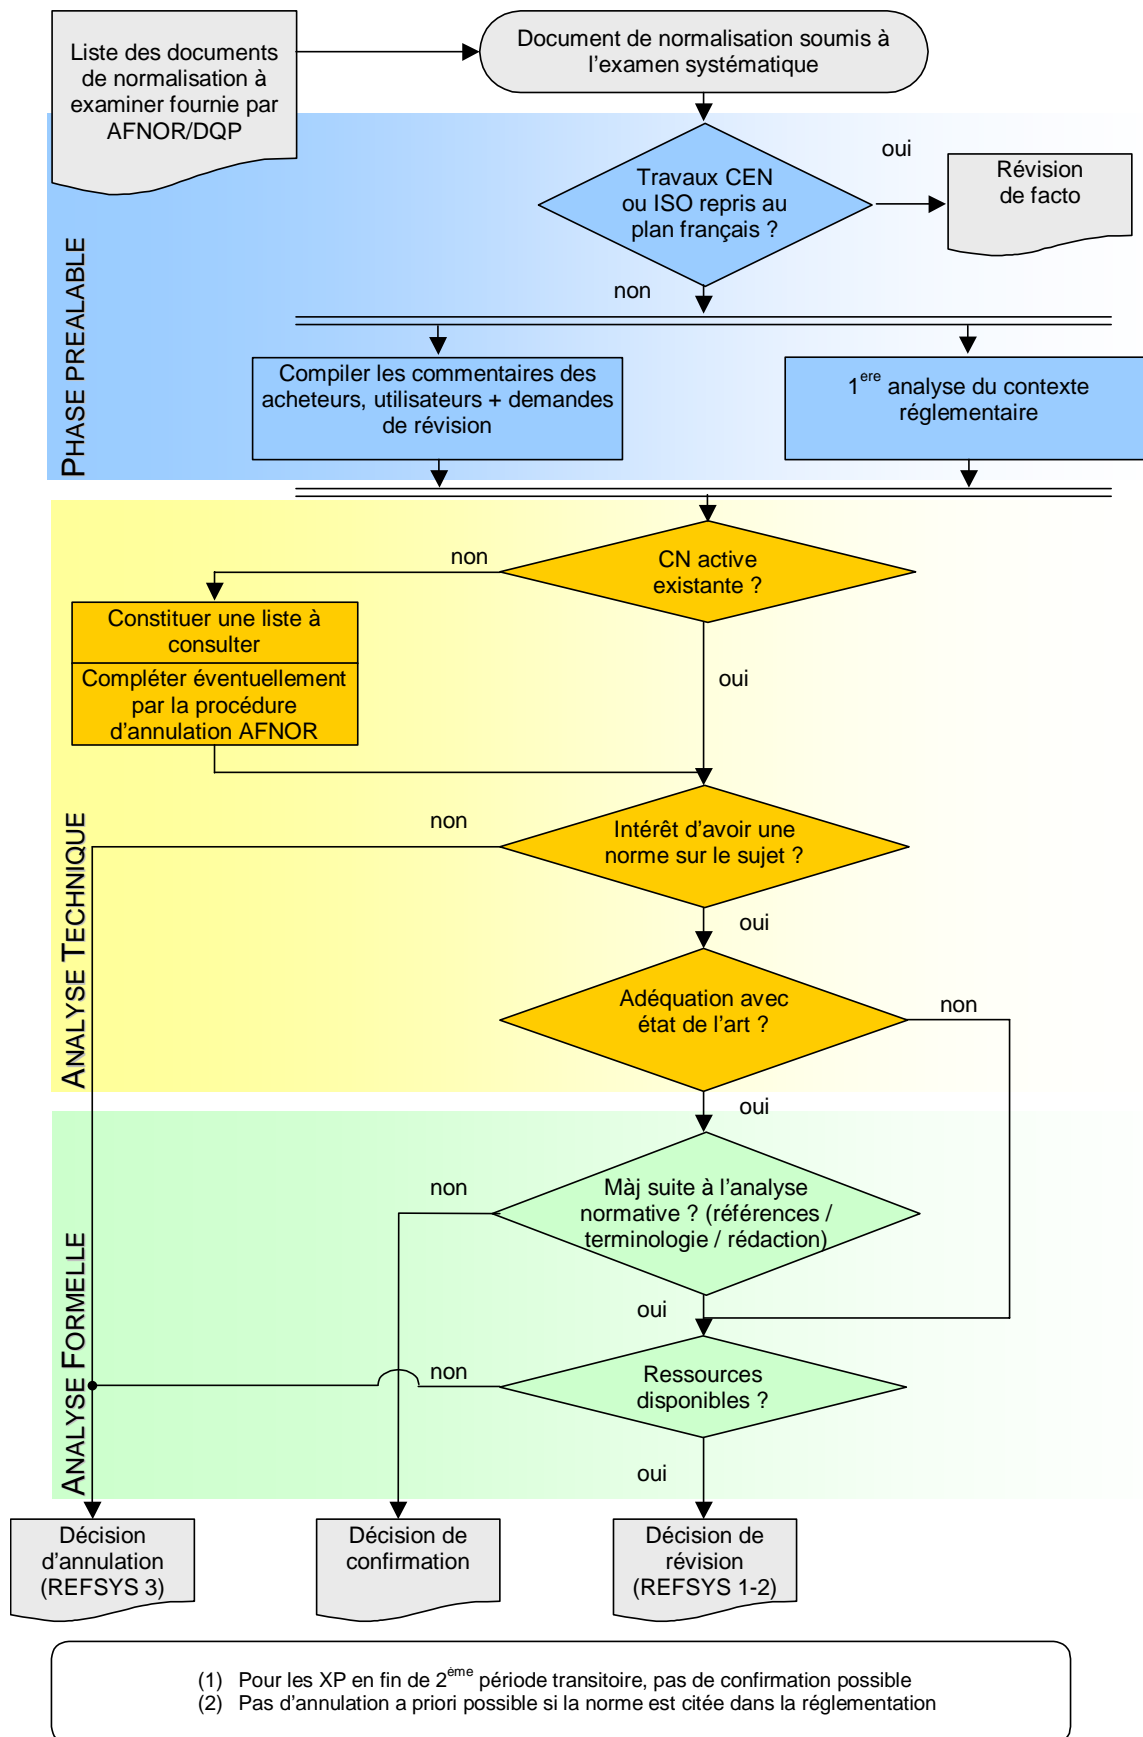 Liste des documents
de normalisation à
examiner fournie par
AFNOR/DQP
Document de normalisation soumis à
l’examen systématique
oui
Travaux CEN
ou ISO repris au
plan français ?
Révision
de facto
non
PHASE PREALABLE
Compiler les commentaires des
acheteurs, utilisateurs + demandes
de révision
1ere analyse du contexte
réglementaire
non
CN active
existante ?
Constituer une liste à
consulter
Compléter éventuellement
par la procédure
d’annulation AFNOR
oui
non
Intérêt d’avoir une
norme sur le sujet ?
oui
ANALYSE TECHNIQUE
Adéquation avec
état de l’art ?
non
oui
non
Màj suite à l’analyse
normative ? (références /
terminologie / rédaction)
oui
ANALYSE FORMELLE
non
Ressources
disponibles ?
oui
Décision
d’annulation
(REFSYS 3)
Décision de
confirmation
Décision de
révision
(REFSYS 1-2)
(1) Pour les XP en fin de 2ème période transitoire, pas de confirmation possible
(2) Pas d’annulation a priori possible si la norme est citée dans la réglementation